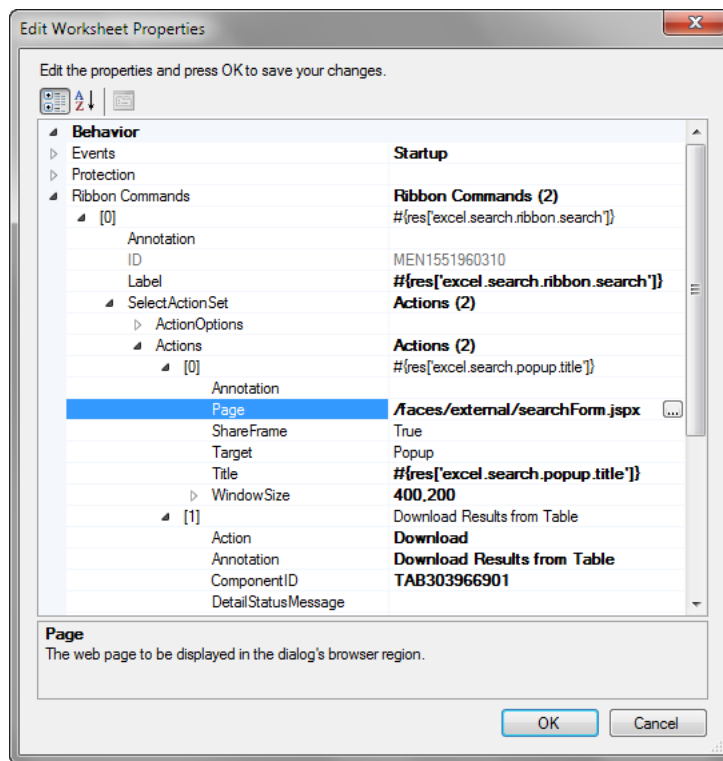 Edit Worksheet Properties
Edit the properties and press OK to save your changes.
Behavior
Events Startup
Protection
Ribbon Commands Ribbon Commands (2)
[0] #{res['excel.search.ribbon.search']}
Annotation
ID MEN1551960310
Label #{res['excel.search.ribbon.search']}
SelectActionSet Actions (2)
ActionOptions
Actions Actions (2)
[0] #{res['excel.search.popup.title']}
Annotation
Page /faces/external/searchForm.jspx ...
ShareFrame True
Target Popup
Title #{res['excel.search.popup.title']}
WindowSize 400,200
[1] Download Results from Table
Action Download
Annotation Download Results from Table
ComponentID TAB303966901
DetailStatusMessage
Page
The web page to be displayed in the dialog's browser region.
OK Cancel